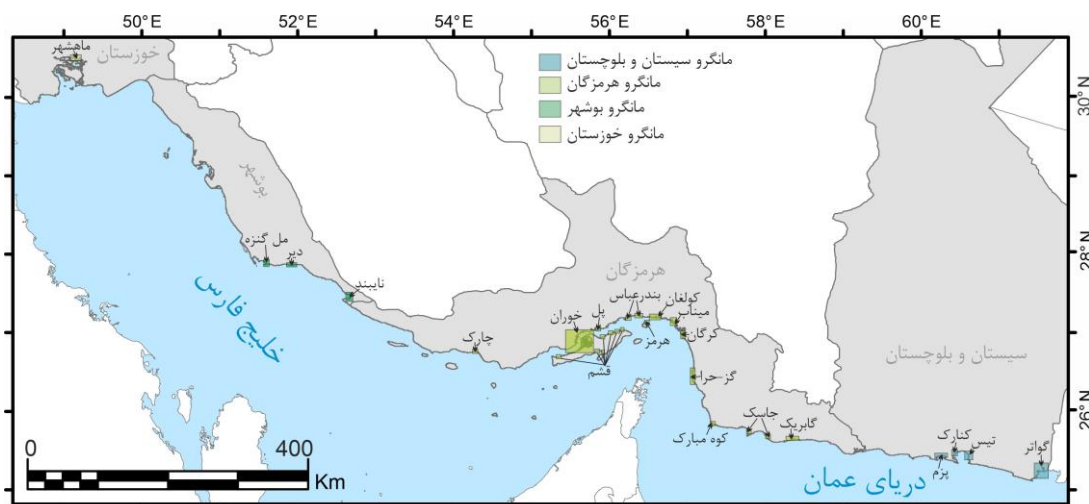 50°E 52°E 54°E 56°E 58°E 60°E
ماهشهر
خوزستان
مانگرو سیستان و بلوچستان
مانگرو هرمزگان
مانگرو بوشهر
مانگرو خوزستان
30°N
بوشهر
مل گنزه
دیر
28°N
نایبند
هرمزگان
خلیج فارس
خوران
پل
بندرعباس
کولغان
میناب
کرگان
هرمز
چارک
قشم
گز-حرا
سیستان و بلوچستان
26°N
کوه مبارک
جاسک
گابریک
کنارک
تیس
پزم
گواتر
دریای عمان
0 400
Km